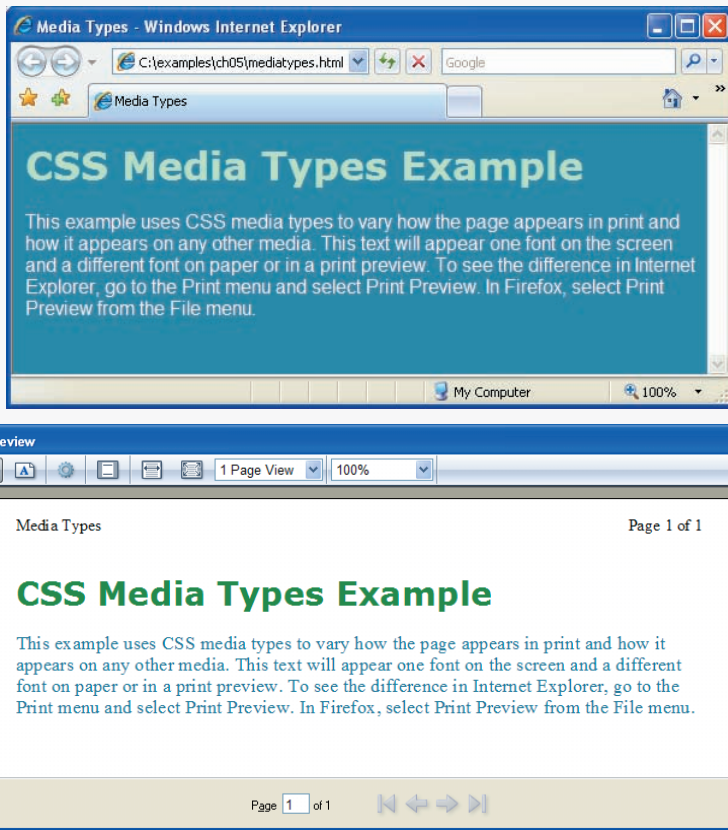 Media Types - Windows Internet Explorer
C:\examples\ch05\mediatypes.html Google
Media Types
CSS Media Types Example
This example uses CSS media types to vary how the page appears in print and
how it appears on any other media. This text will appear one font on the screen
and a different font on paper or in a print preview. To see the difference in Internet
Explorer, go to the Print menu and select Print Preview. In Firefox, select Print
Preview from the File menu.
My Computer 100%
eview
A 1 Page View 100%
Media Types Page 1 of 1
CSS Media Types Example
This example uses CSS media types to vary how the page appears in print and how it
appears on any other media. This text will appear one font on the screen and a different
font on paper or in a print preview. To see the difference in Internet Explorer, go to the
Print menu and select Print Preview. In Firefox, select Print Preview from the File menu.
Page 1 of 1